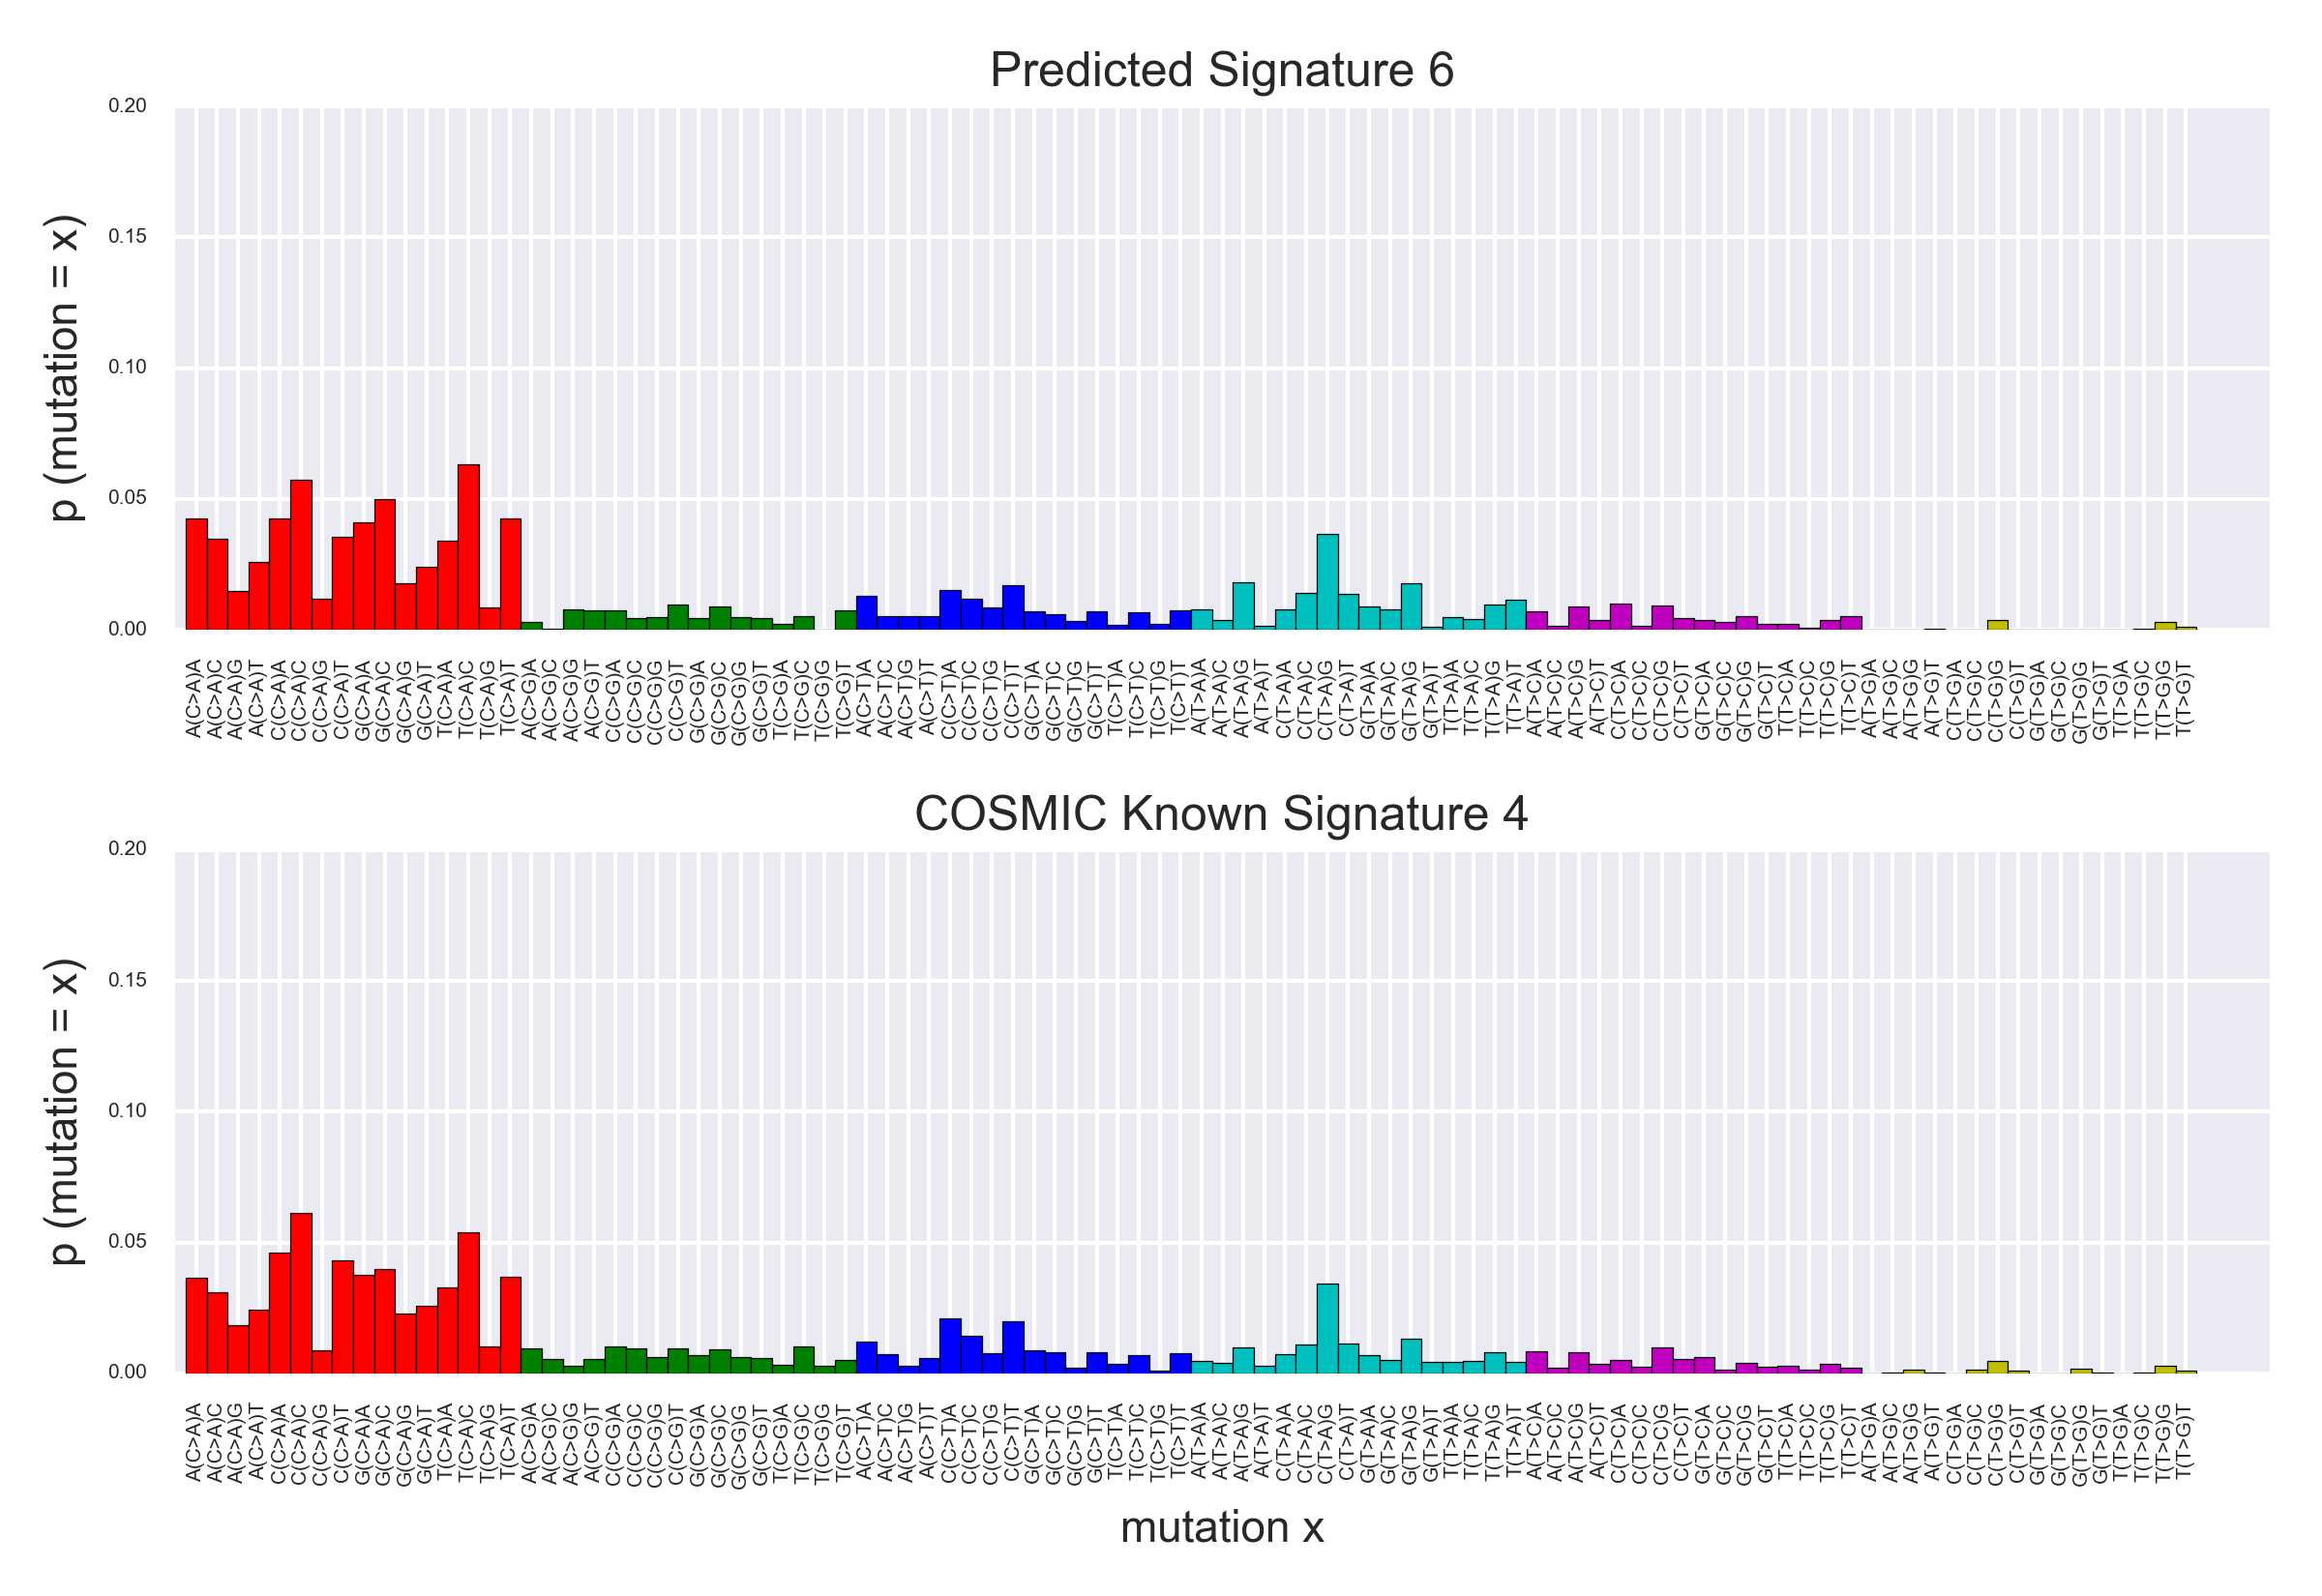 Predicted Signature 6
p (mutation = x)
0.20
0.15
0.10
0.05
0.00
A(C>A)A A(C>A)C A(C>A)G A(C>A)T C(C>A)A C(C>A)C C(C>A)G C(C>A)T G(C>A)A G(C>A)C G(C>A)G G(C>A)T T(C>A)A T(C>A)C T(C>A)G T(C>A)T A(C>G)A A(C>G)C A(C>G)G A(C>G)T C(C>G)A C(C>G)C C(C>G)G C(C>G)T G(C>G)A G(C>G)C G(C>G)G G(C>G)T T(C>G)A T(C>G)C T(C>G)G T(C>G)T A(C>T)A A(C>T)C A(C>T)G A(C>T)T C(C>T)A C(C>T)C C(C>T)G C(C>T)T G(C>T)A G(C>T)C G(C>T)G G(C>T)T T(C>T)A T(C>T)C T(C>T)G T(C>T)T A(T>A)A A(T>A)C A(T>A)G A(T>A)T C(T>A)A C(T>A)C C(T>A)G C(T>A)T G(T>A)A G(T>A)C G(T>A)G G(T>A)T T(T>A)A T(T>A)C T(T>A)G T(T>A)T A(T>C)A A(T>C)C A(T>C)G A(T>C)T C(T>C)A C(T>C)C C(T>C)G C(T>C)T G(T>C)A G(T>C)C G(T>C)G G(T>C)T T(T>C)A T(T>C)C T(T>C)G T(T>C)T A(T>G)A A(T>G)C A(T>G)G A(T>G)T C(T>G)A C(T>G)C C(T>G)G C(T>G)T G(T>G)A G(T>G)C G(T>G)G G(T>G)T T(T>G)A T(T>G)C T(T>G)G T(T>G)T
COSMIC Known Signature 4
p (mutation = x)
0.20
0.15
0.10
0.05
0.00
A(C>A)A A(C>A)C A(C>A)G A(C>A)T C(C>A)A C(C>A)C C(C>A)G C(C>A)T G(C>A)A G(C>A)C G(C>A)G G(C>A)T T(C>A)A T(C>A)C T(C>A)G T(C>A)T A(C>G)A A(C>G)C A(C>G)G A(C>G)T C(C>G)A C(C>G)C C(C>G)G C(C>G)T G(C>G)A G(C>G)C G(C>G)G G(C>G)T T(C>G)A T(C>G)C T(C>G)G T(C>G)T A(C>T)A A(C>T)C A(C>T)G A(C>T)T C(C>T)A C(C>T)C C(C>T)G C(C>T)T G(C>T)A G(C>T)C G(C>T)G G(C>T)T T(C>T)A T(C>T)C T(C>T)G T(C>T)T A(T>A)A A(T>A)C A(T>A)G A(T>A)T C(T>A)A C(T>A)C C(T>A)G C(T>A)T G(T>A)A G(T>A)C G(T>A)G G(T>A)T T(T>A)A T(T>A)C T(T>A)G T(T>A)T A(T>C)A A(T>C)C A(T>C)G A(T>C)T C(T>C)A C(T>C)C C(T>C)G C(T>C)T G(T>C)A G(T>C)C G(T>C)G G(T>C)T T(T>C)A T(T>C)C T(T>C)G T(T>C)T A(T>G)A A(T>G)C A(T>G)G A(T>G)T C(T>G)A C(T>G)C C(T>G)G C(T>G)T G(T>G)A G(T>G)C G(T>G)G G(T>G)T T(T>G)A T(T>G)C T(T>G)G T(T>G)T
mutation x